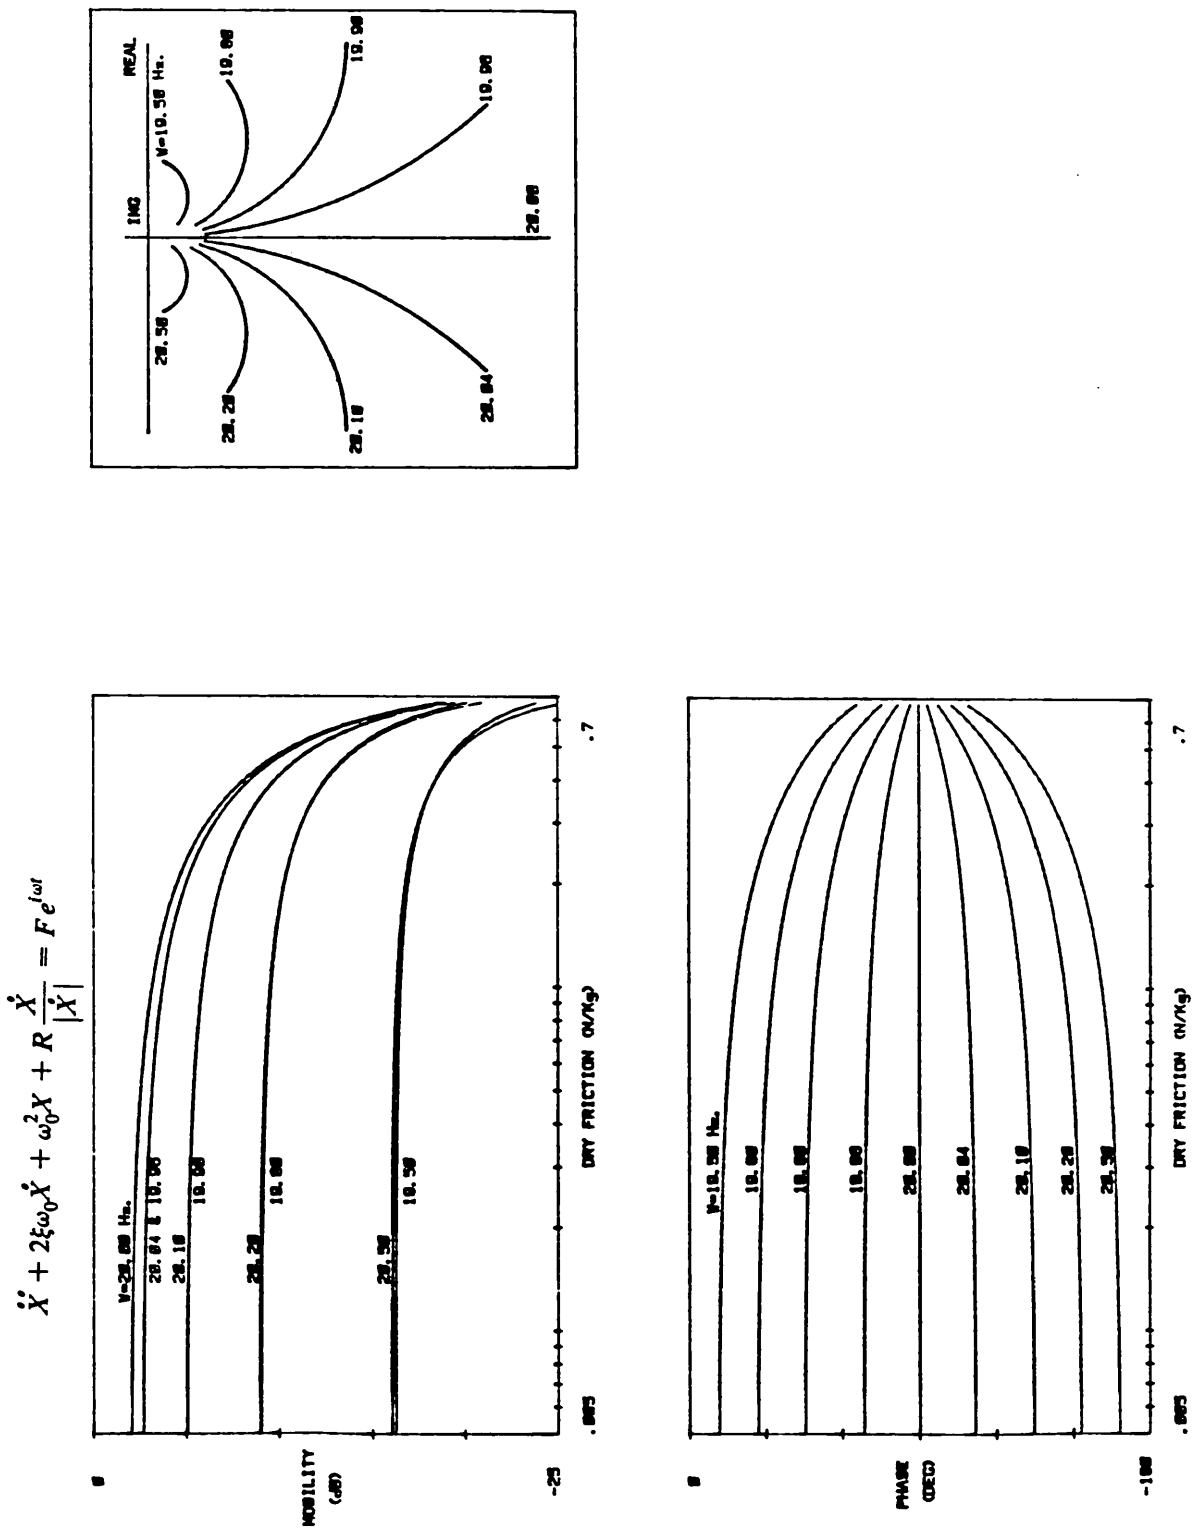 Ẍ + 2ξω₀Ẋ + ω₀²X + R Ẋ/|Ẋ| = Fe^{iωt}
0
MOBILITY
(dB)
-25
W=20.00 Hz.
20.04 & 19.96
20.10
19.90
20.20
19.80
20.50
19.50
.005
DRY FRICTION (N/Kg)
.7
IMG
REAL
20.50
W=19.50 Hz.
20.20
19.80
20.10
19.90
20.04
19.96
20.00
0
PHASE
(DEG)
-180
W=19.50 Hz.
19.80
19.90
19.96
20.00
20.04
20.10
20.20
20.50
.005
DRY FRICTION (N/Kg)
.7